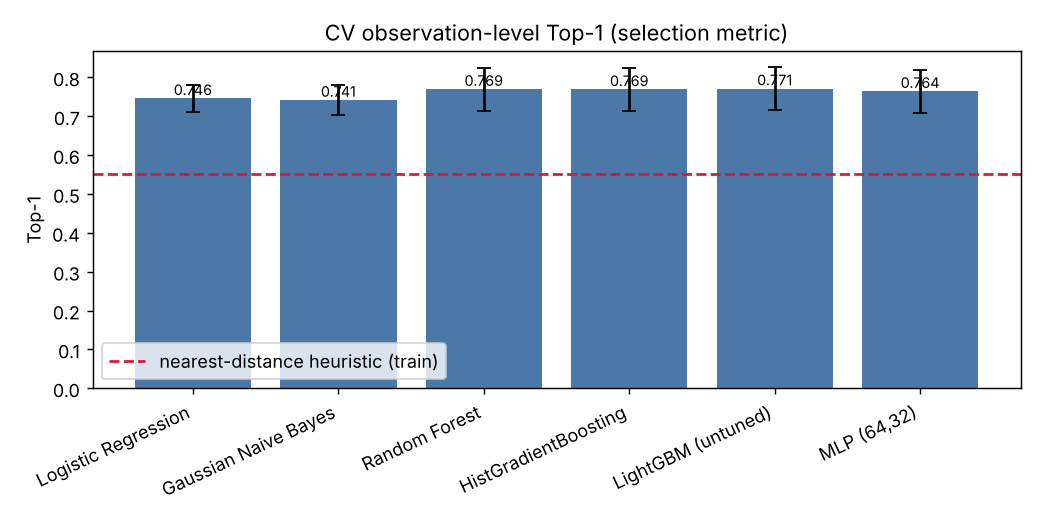 CV observation-level Top-1 (selection metric)
Top-1
0.8
0.7
0.6
0.5
0.4
0.3
0.2
0.1
0.0
0.746
0.741
0.769
0.769
0.771
0.764
nearest-distance heuristic (train)
Logistic Regression
Gaussian Naive Bayes
Random Forest
HistGradientBoosting
LightGBM (untuned)
MLP (64,32)